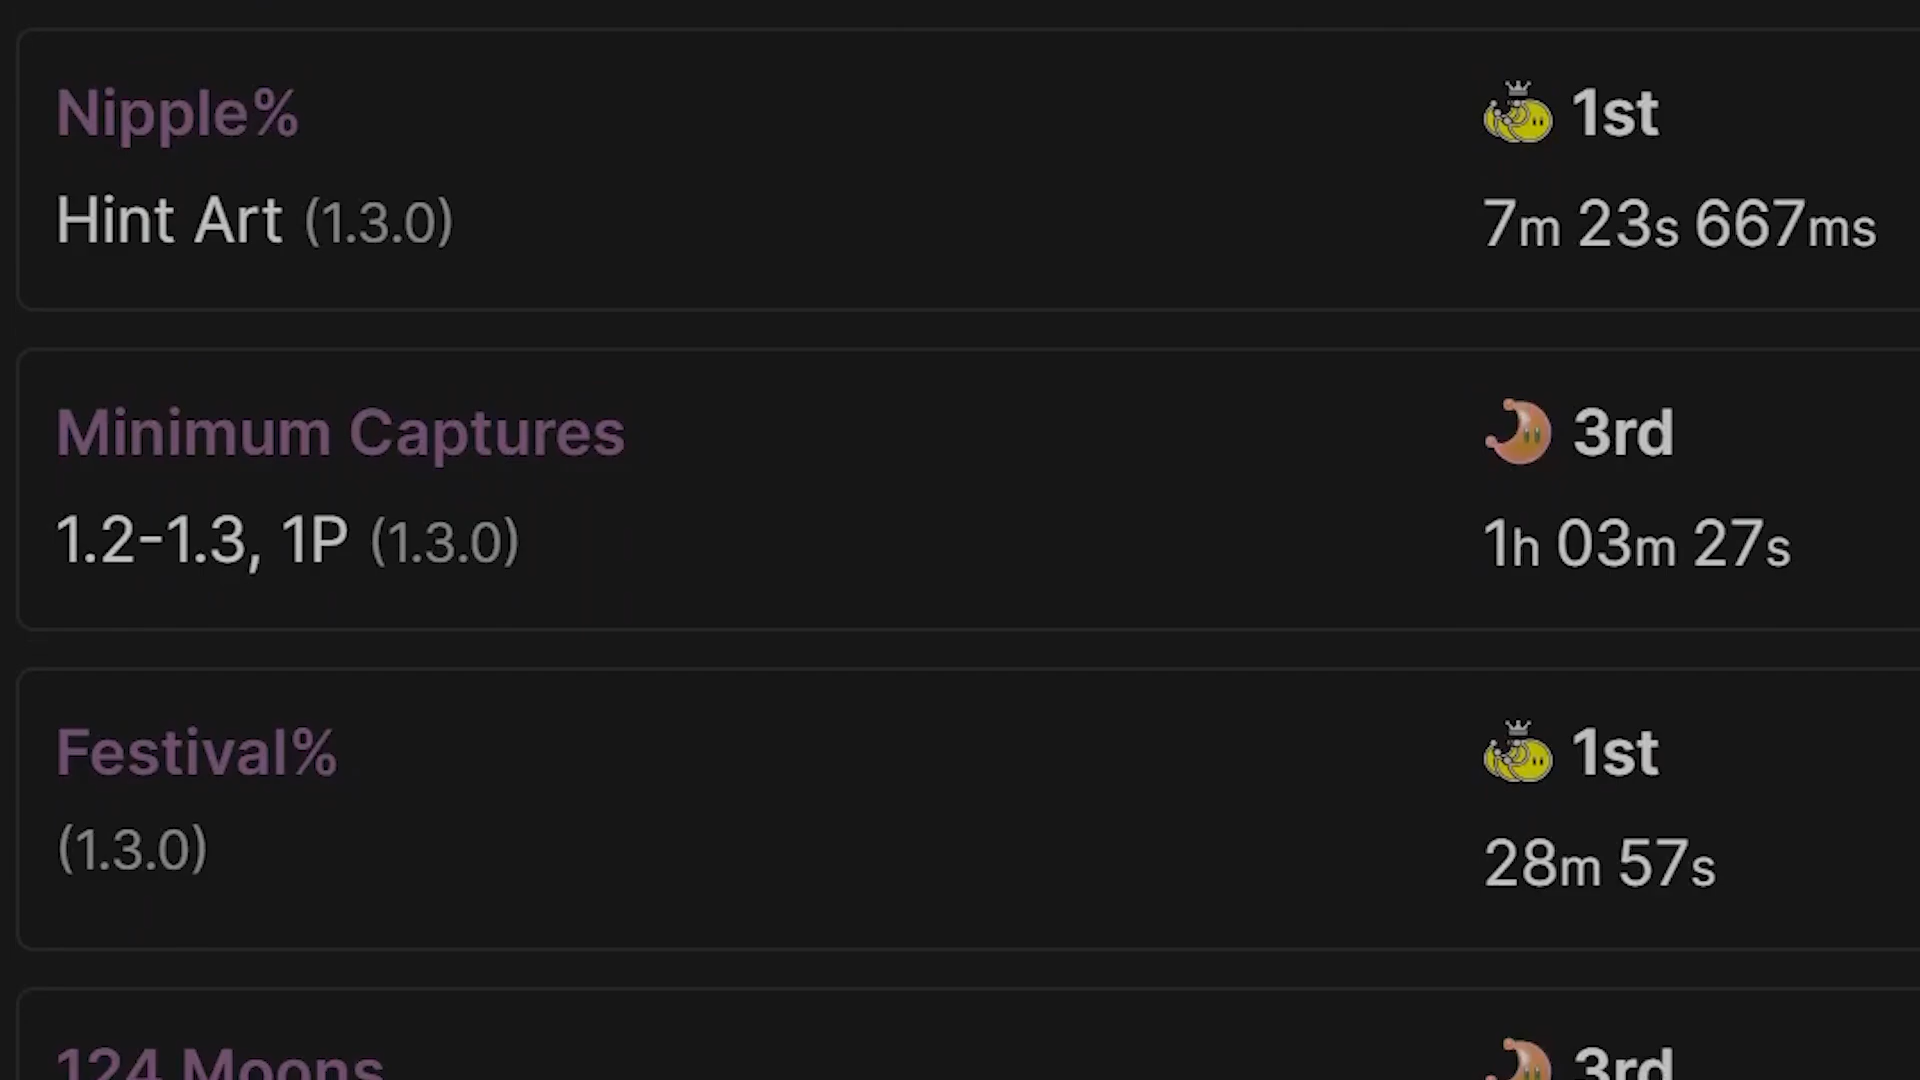 Nipple%
1st
Hint Art (1.3.0)
7m 23s 667ms
Minimum Captures
3rd
1.2-1.3, 1P (1.3.0)
1h 03m 27s
Festival%
1st
(1.3.0)
28m 57s
124 Moons
3rd